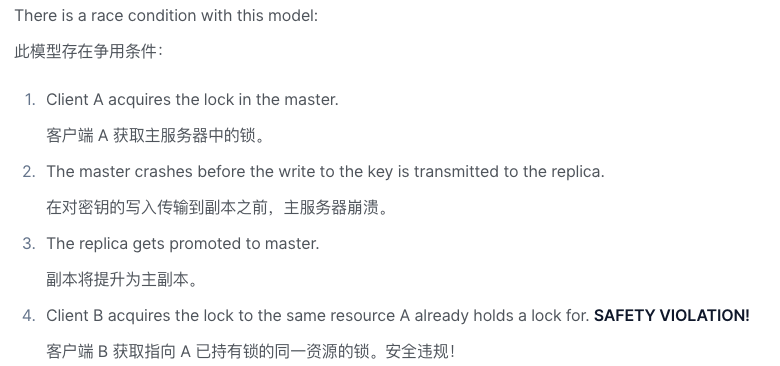 There is a race condition with this model:
此模型存在争用条件：
1. Client A acquires the lock in the master.
客户端 A 获取主服务器中的锁。
2. The master crashes before the write to the key is transmitted to the replica.
在对密钥的写入传输到副本之前，主服务器崩溃。
3. The replica gets promoted to master.
副本将提升为主副本。
4. Client B acquires the lock to the same resource A already holds a lock for. SAFETY VIOLATION!
客户端 B 获取指向 A 已持有锁的同一资源的锁。安全违规！